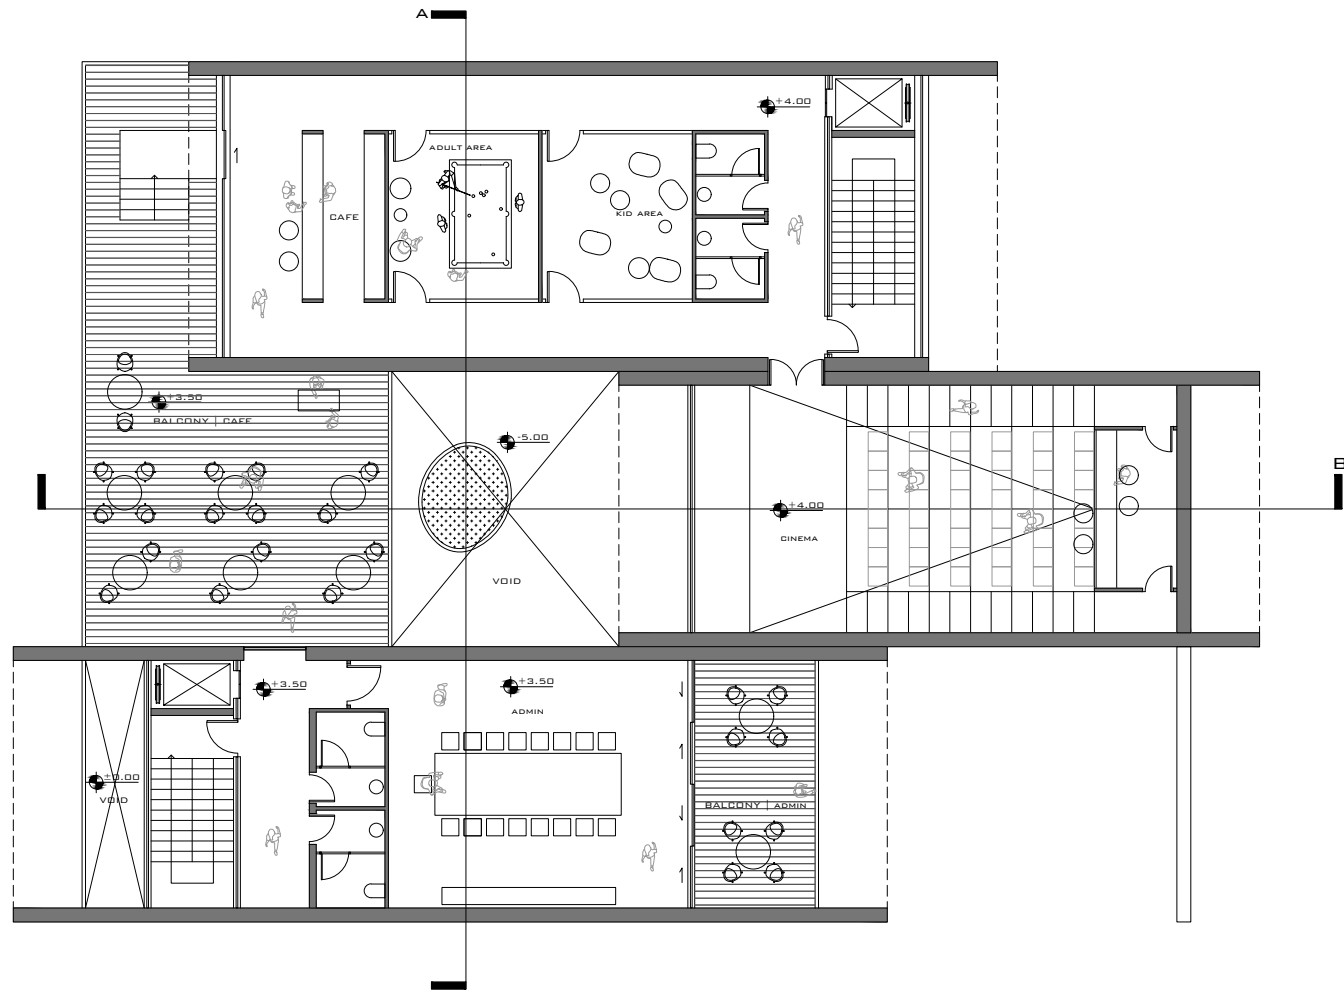 A
+4.00
ADULT AREA
CAFE
KID AREA
+3.50
BALCONY | CAFE
-5.00
B
+4.00
CINEMA
VOID
+3.50
+3.50
ADMIN
±0.00
VOID
BALCONY | ADMIN